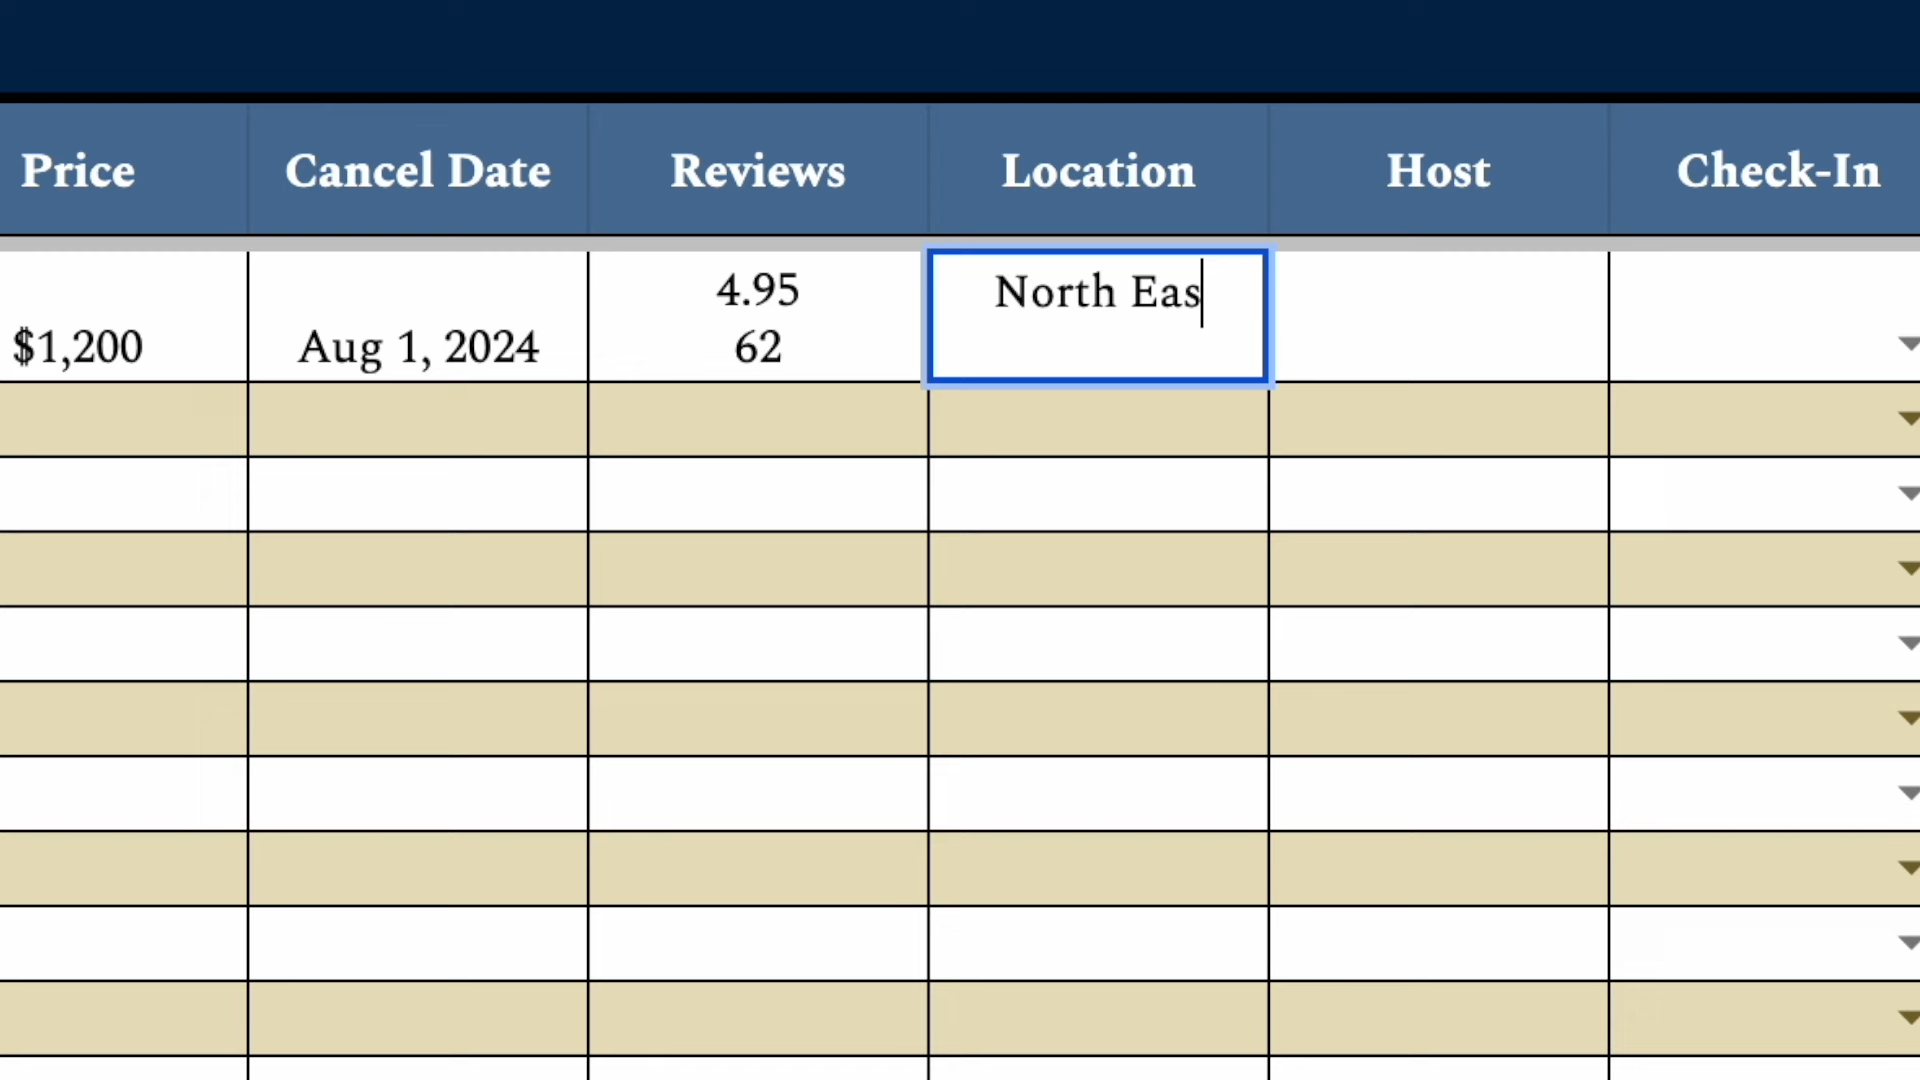 Price Cancel Date Reviews Location Host Check-In
4.95 North Eas
$1,200 Aug 1, 2024 62